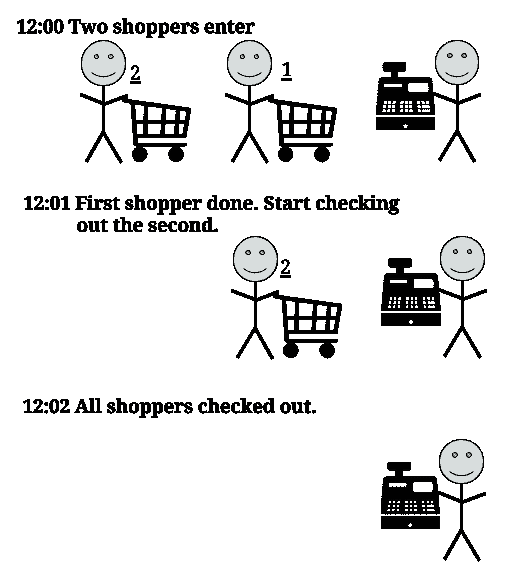 12:00 Two shoppers enter
2
1
12:01 First shopper done. Start checking
out the second.
2
12:02 All shoppers checked out.